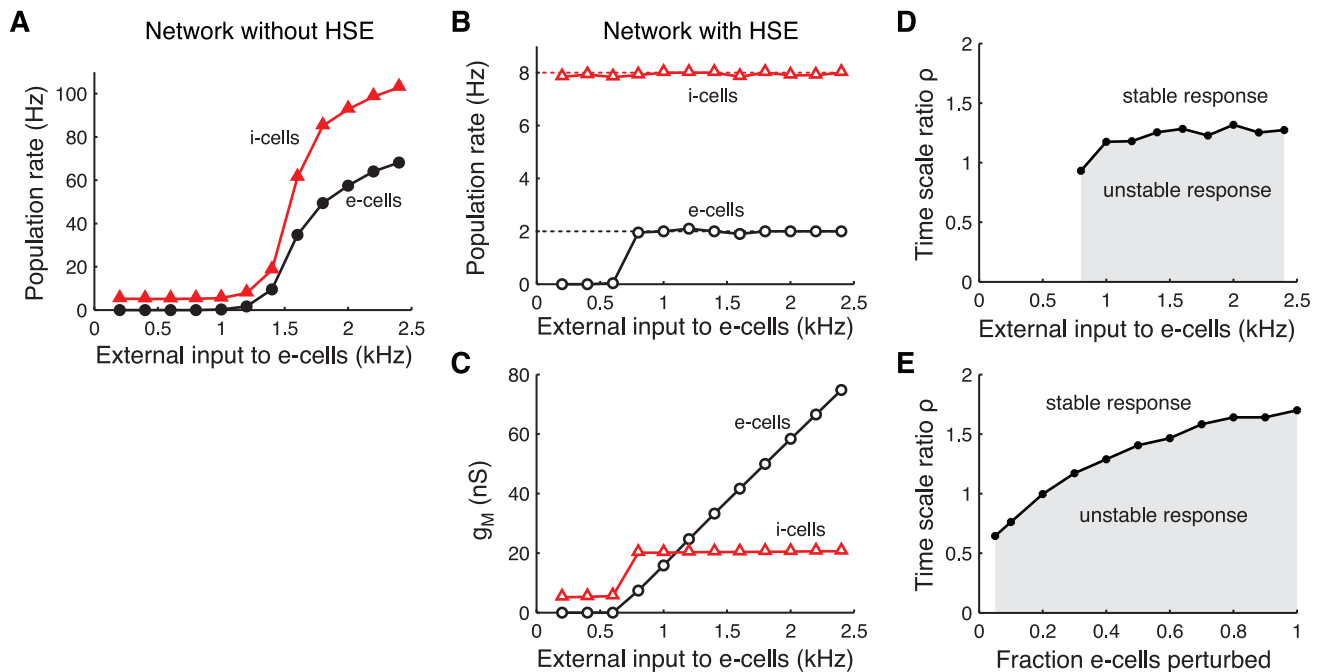 A
Network without HSE
Population rate (Hz)
100
80
60
40
20
0
i-cells
e-cells
0 0.5 1 1.5 2 2.5
External input to e-cells (kHz)
B
Network with HSE
Population rate (Hz)
8
6
4
2
0
i-cells
e-cells
0 0.5 1 1.5 2 2.5
External input to e-cells (kHz)
C
g_M (nS)
80
60
40
20
0
e-cells
i-cells
0 0.5 1 1.5 2 2.5
External input to e-cells (kHz)
D
Time scale ratio ρ
2
1.5
1
0.5
0
stable response
unstable response
0 0.5 1 1.5 2 2.5
External input to e-cells (kHz)
E
Time scale ratio ρ
2
1.5
1
0.5
0
stable response
unstable response
0 0.2 0.4 0.6 0.8 1
Fraction e-cells perturbed